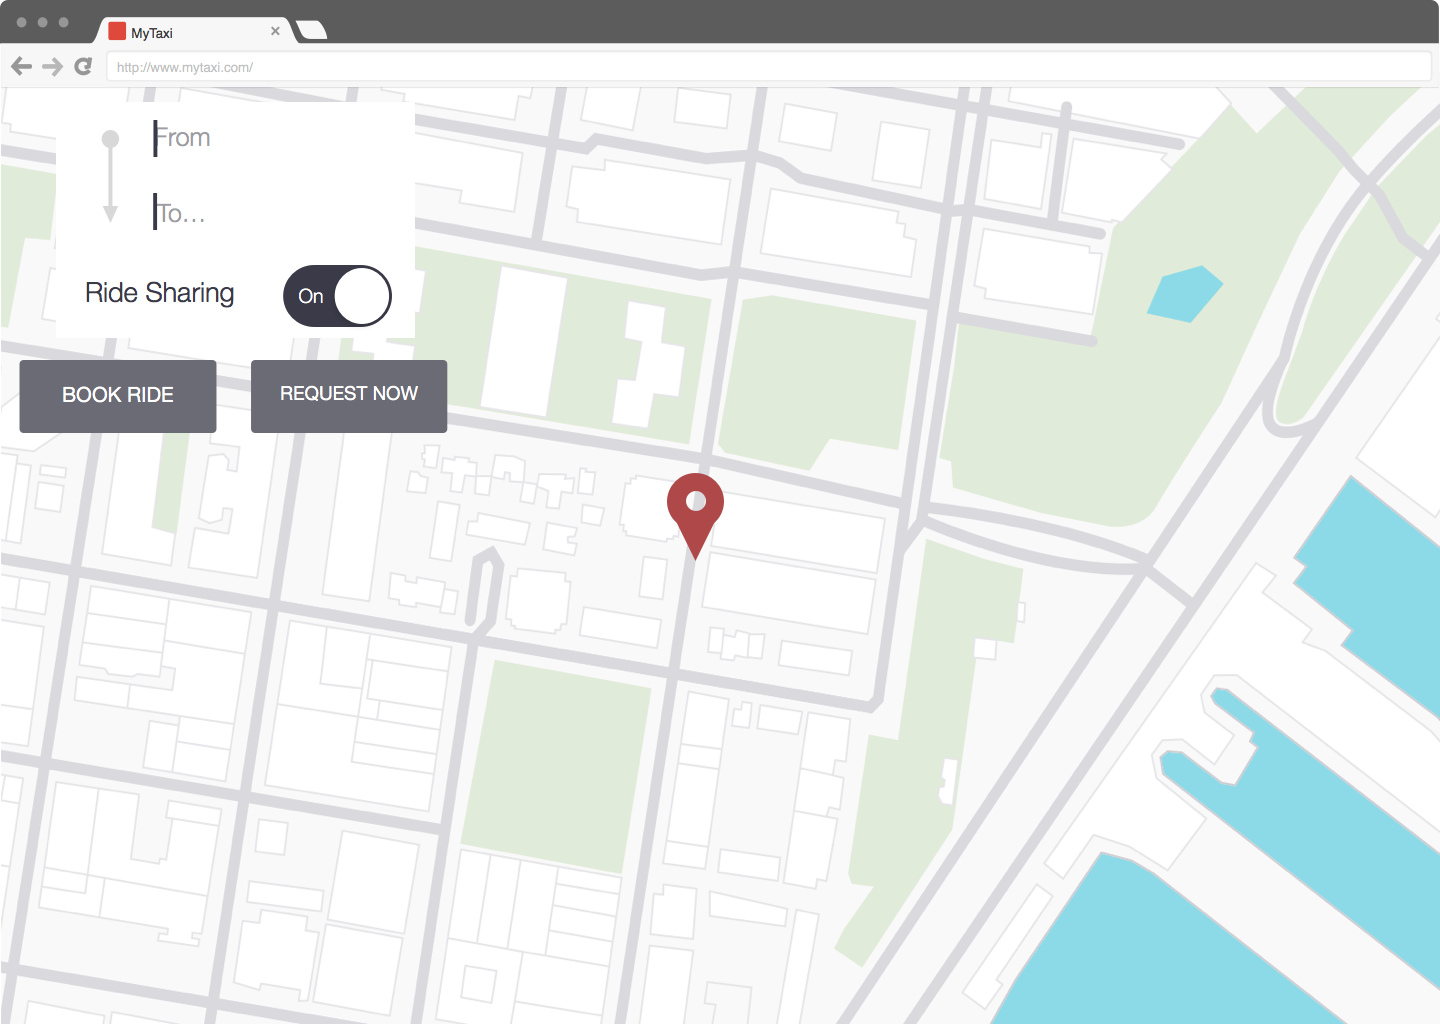 MyTaxi
http://www.mytaxi.com/
From
To...
Ride Sharing
On
BOOK RIDE
REQUEST NOW